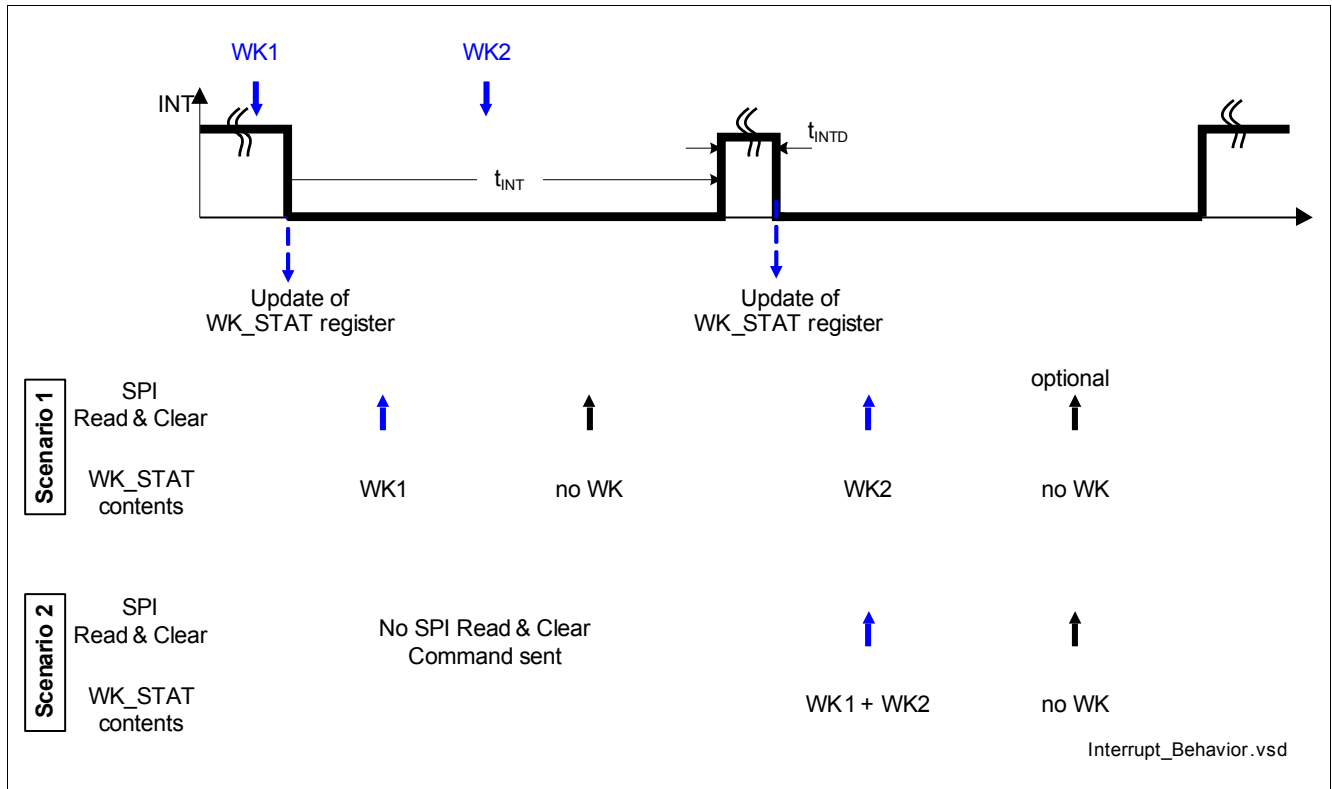 WK1
WK2
INT
tINTD
tINT
Update of
WK_STAT register
Update of
WK_STAT register
Scenario 1
SPI
Read & Clear
optional
WK_STAT
contents
WK1
no WK
WK2
no WK
Scenario 2
SPI
Read & Clear
No SPI Read & Clear
Command sent
WK_STAT
contents
WK1 + WK2
no WK
Interrupt_Behavior.vsd